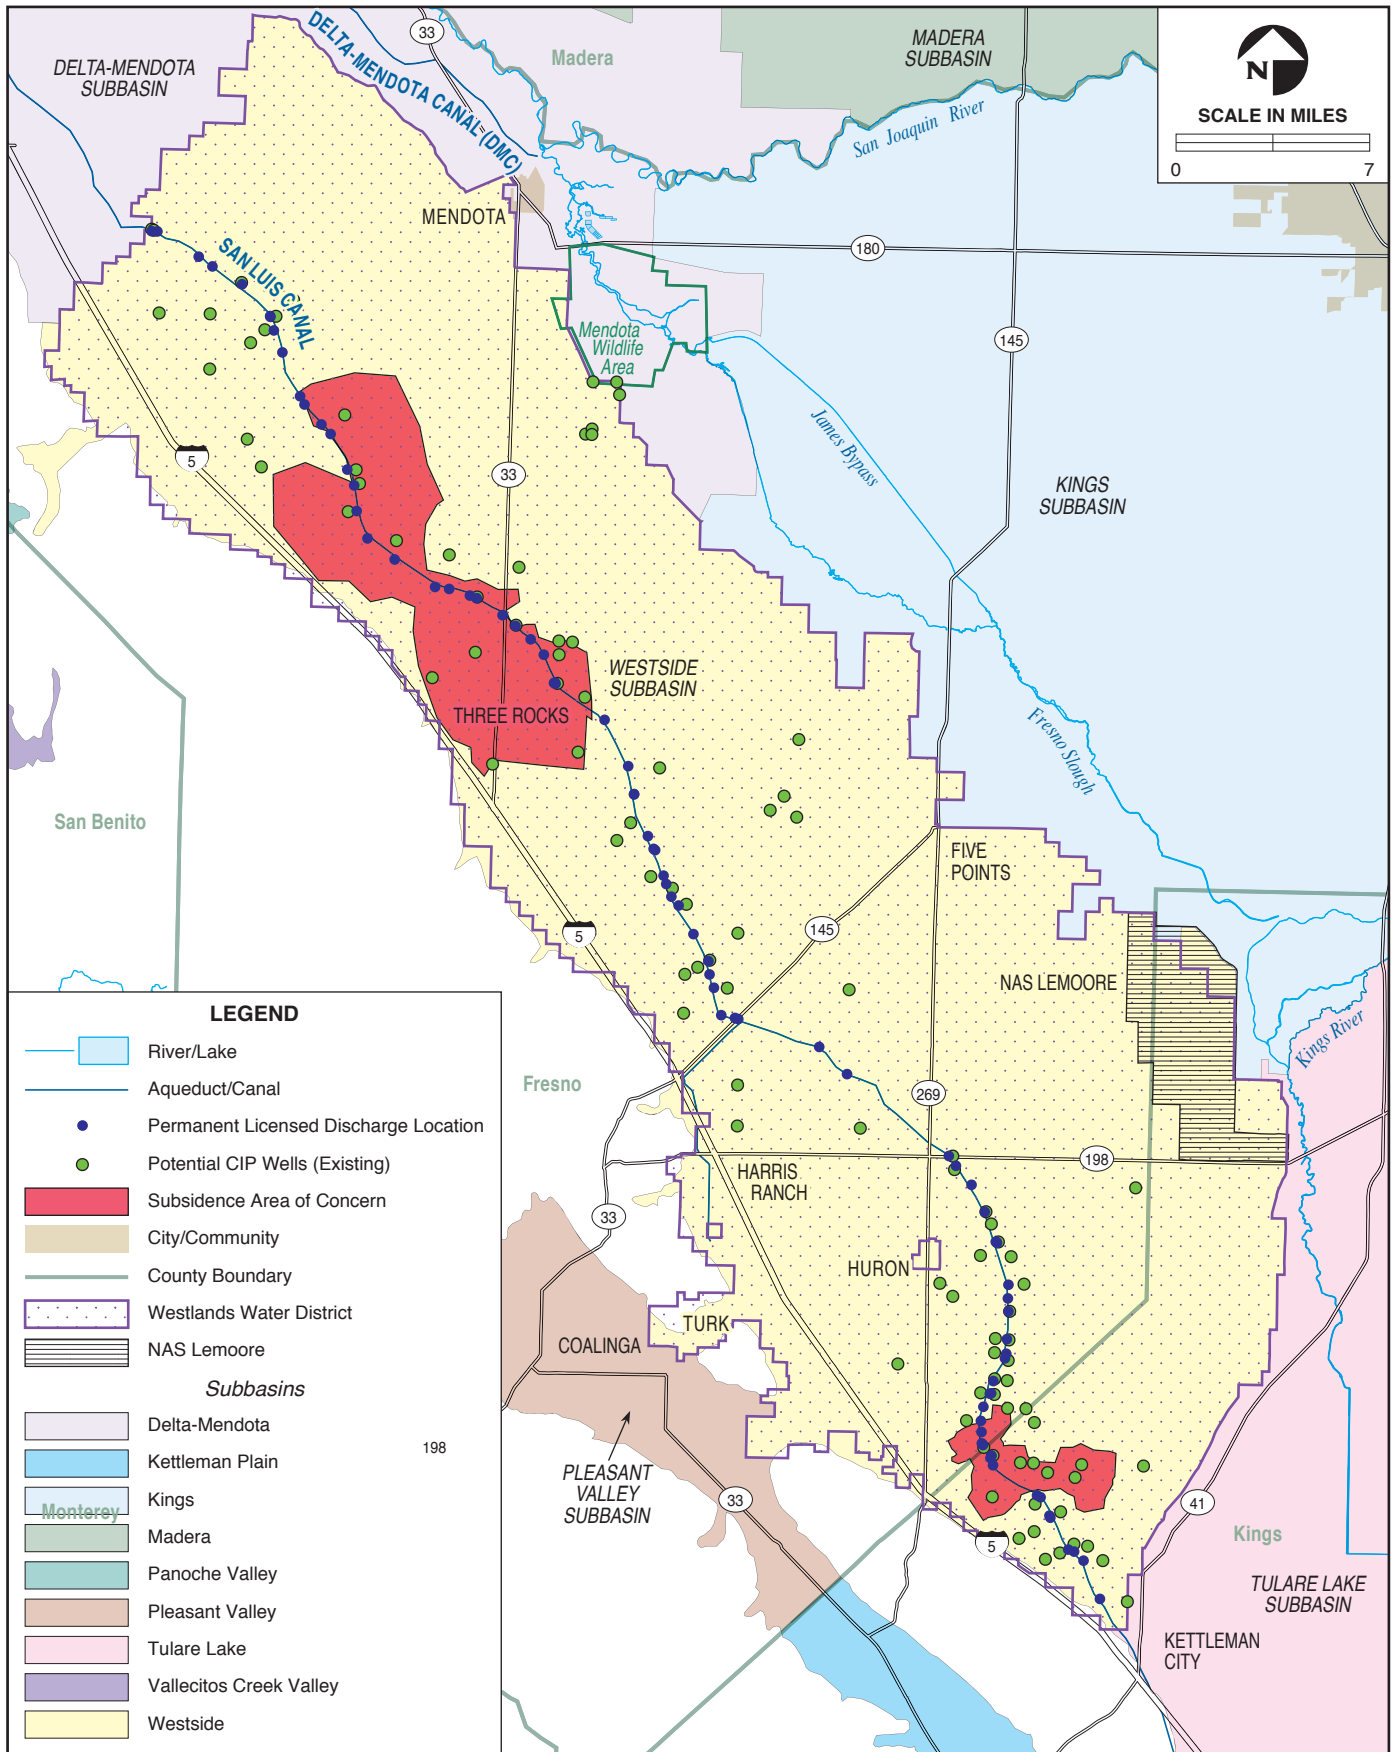 DELTA-MENDOTA
SUBBASIN
DELTA-MENDOTA CANAL (DMC)
33
Madera
MADERA
SUBBASIN
San Joaquin River
N
SCALE IN MILES
0 7
MENDOTA
180
SAN LUIS CANAL
Mendota
Wildlife
Area
145
James Bypass
5
33
KINGS
SUBBASIN
WESTSIDE
SUBBASIN
THREE ROCKS
Fresno Slough
San Benito
FIVE
POINTS
145
5
NAS LEMOORE
Kings River
Fresno
269
198
HARRIS
RANCH
33
HURON
TURK
COALINGA
PLEASANT
VALLEY
SUBBASIN
33
41
5
Kings
TULARE LAKE
SUBBASIN
KETTLEMAN
CITY
LEGEND
River/Lake
Aqueduct/Canal
Permanent Licensed Discharge Location
Potential CIP Wells (Existing)
Subsidence Area of Concern
City/Community
County Boundary
Westlands Water District
NAS Lemoore
Subbasins
Delta-Mendota
198
Kettleman Plain
Kings
Monterey
Madera
Panoche Valley
Pleasant Valley
Tulare Lake
Vallecitos Creek Valley
Westside